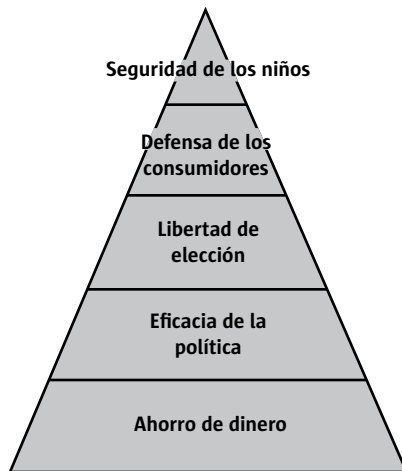 Seguridad de los niños
Defensa de los
consumidores
Libertad de
elección
Eficacia de la
política
Ahorro de dinero